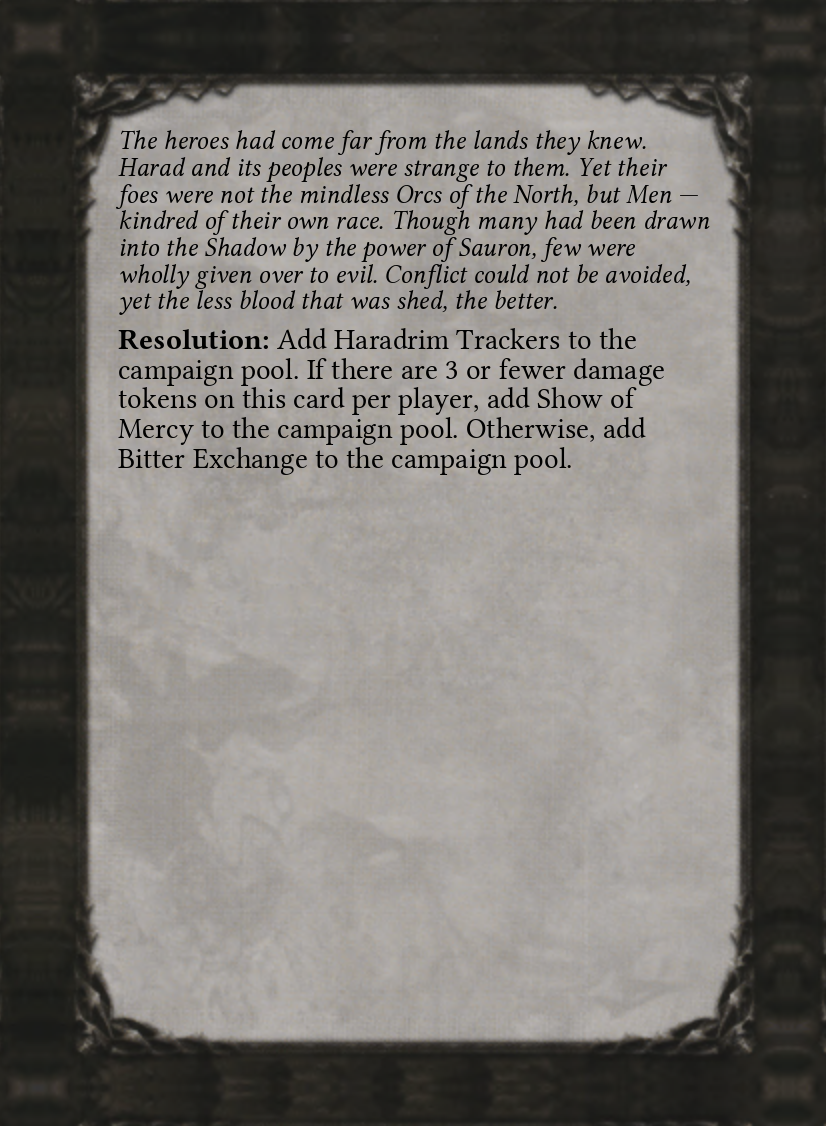 The heroes had come far from the lands they knew.
Harad and its peoples were strange to them. Yet their
foes were not the mindless Orcs of the North, but Men —
kindred of their own race. Though many had been drawn
into the Shadow by the power of Sauron, few were
wholly given over to evil. Conflict could not be avoided,
yet the less blood that was shed, the better.
Resolution: Add Haradrim Trackers to the
campaign pool. If there are 3 or fewer damage
tokens on this card per player, add Show of
Mercy to the campaign pool. Otherwise, add
Bitter Exchange to the campaign pool.